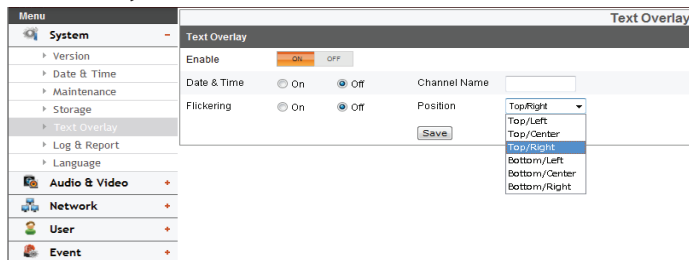 Menu
Text Overlay
System -
Version
Date & Time
Maintenance
Storage
Text Overlay
Log & Report
Language
Audio & Video +
Network +
User +
Event +
Text Overlay
Enable ON OFF
Date & Time On Off Channel Name
Flickering On Off Position Top/Right
Save
Top/Left
Top/Center
Top/Right
Bottom/Left
Bottom/Center
Bottom/Right